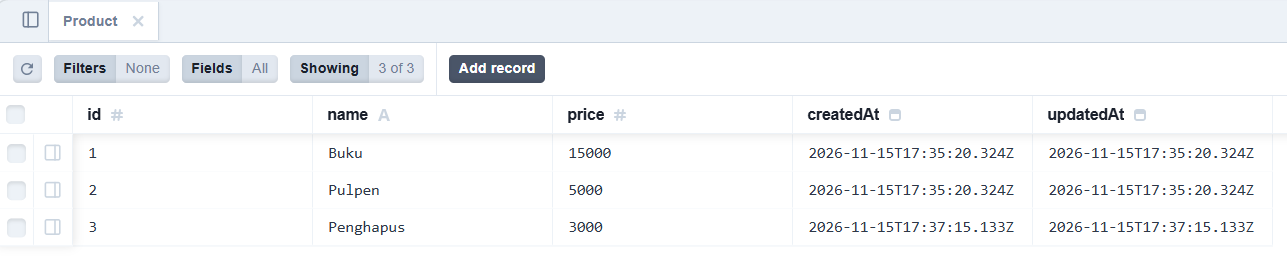 Product
Filters None Fields All Showing 3 of 3 Add record
id # name A price # createdAt updatedAt
1 Buku 15000 2026-11-15T17:35:20.324Z 2026-11-15T17:35:20.324Z
2 Pulpen 5000 2026-11-15T17:35:20.324Z 2026-11-15T17:35:20.324Z
3 Penghapus 3000 2026-11-15T17:37:15.133Z 2026-11-15T17:37:15.133Z